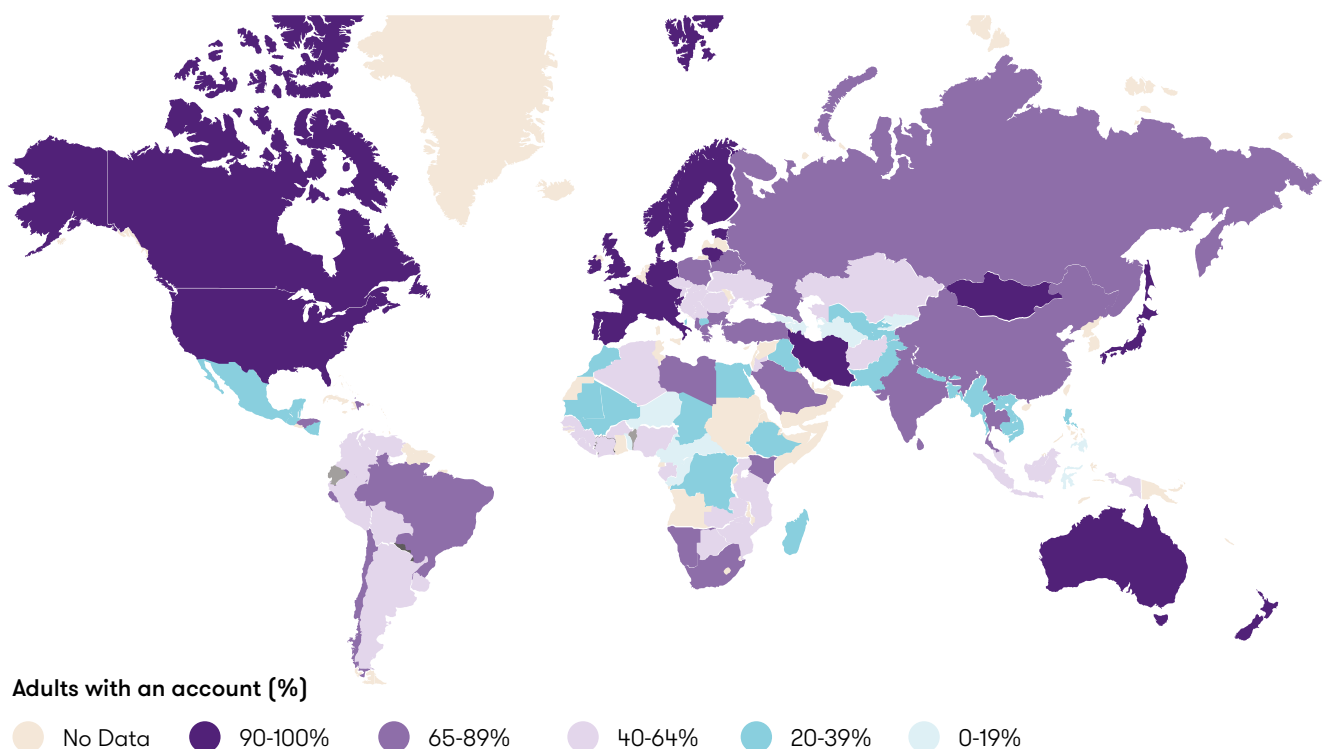 Adults with an account (%)
No Data 90-100% 65-89% 40-64% 20-39% 0-19%